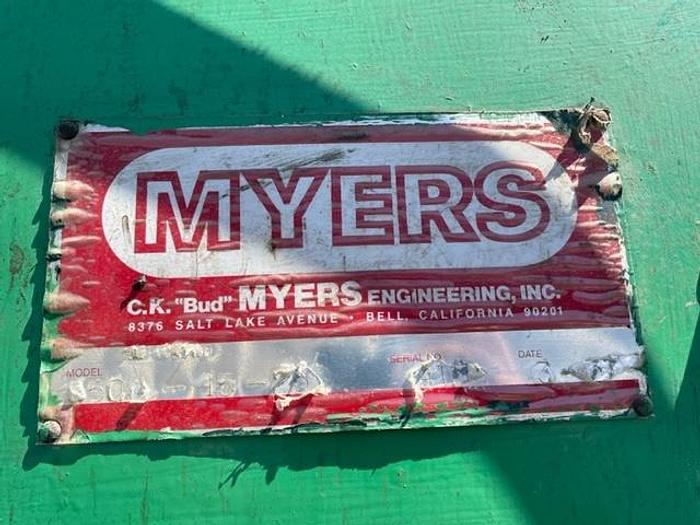 MYERS
C.K. "Bud" MYERS ENGINEERING, INC.
8376 SALT LAKE AVENUE · BELL, CALIFORNIA 90201
MODEL SERIAL NO DATE